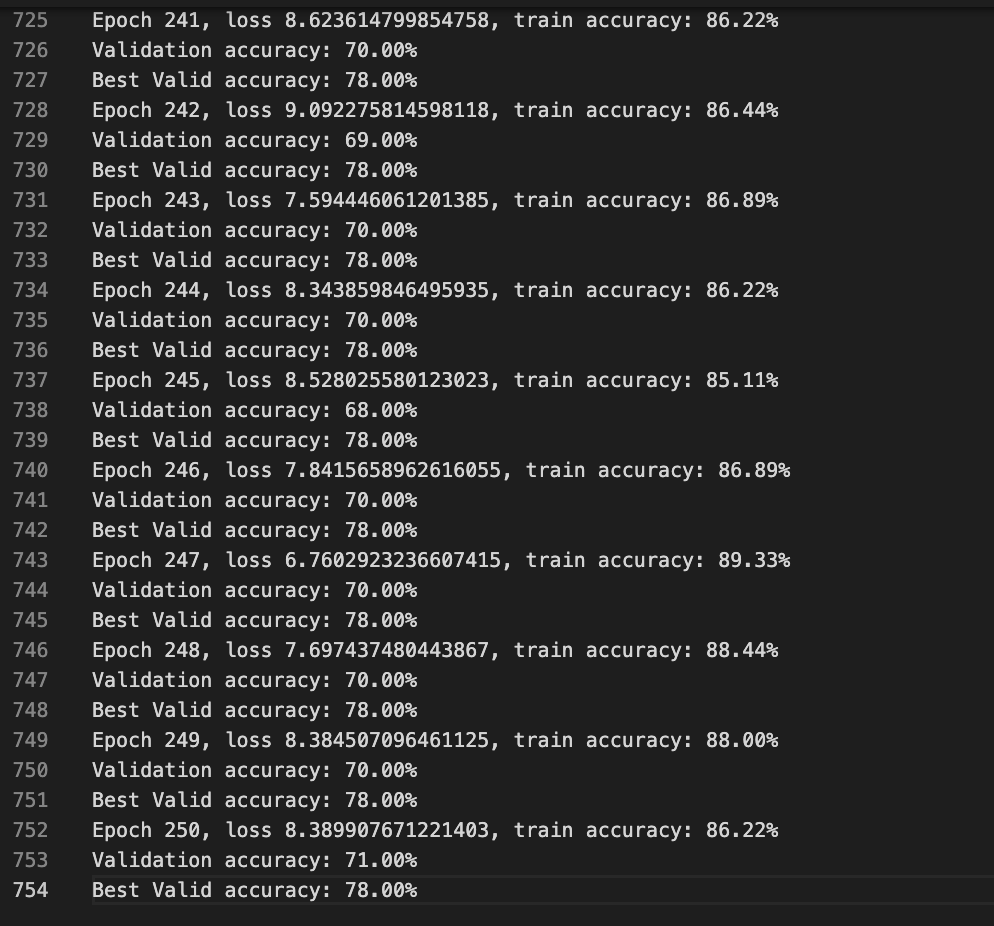 725 Epoch 241, loss 8.623614799854758, train accuracy: 86.22%
726 Validation accuracy: 70.00%
727 Best Valid accuracy: 78.00%
728 Epoch 242, loss 9.092275814598118, train accuracy: 86.44%
729 Validation accuracy: 69.00%
730 Best Valid accuracy: 78.00%
731 Epoch 243, loss 7.594446061201385, train accuracy: 86.89%
732 Validation accuracy: 70.00%
733 Best Valid accuracy: 78.00%
734 Epoch 244, loss 8.343859846495935, train accuracy: 86.22%
735 Validation accuracy: 70.00%
736 Best Valid accuracy: 78.00%
737 Epoch 245, loss 8.528025580123023, train accuracy: 85.11%
738 Validation accuracy: 68.00%
739 Best Valid accuracy: 78.00%
740 Epoch 246, loss 7.8415658962616055, train accuracy: 86.89%
741 Validation accuracy: 70.00%
742 Best Valid accuracy: 78.00%
743 Epoch 247, loss 6.7602923236607415, train accuracy: 89.33%
744 Validation accuracy: 70.00%
745 Best Valid accuracy: 78.00%
746 Epoch 248, loss 7.697437480443867, train accuracy: 88.44%
747 Validation accuracy: 70.00%
748 Best Valid accuracy: 78.00%
749 Epoch 249, loss 8.384507096461125, train accuracy: 88.00%
750 Validation accuracy: 70.00%
751 Best Valid accuracy: 78.00%
752 Epoch 250, loss 8.389907671221403, train accuracy: 86.22%
753 Validation accuracy: 71.00%
754 Best Valid accuracy: 78.00%